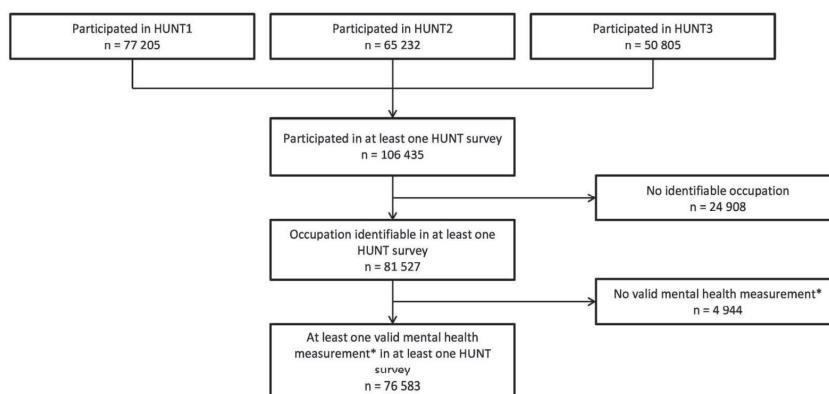 Participated in HUNT1
n = 77 205
Participated in HUNT2
n = 65 232
Participated in HUNT3
n = 50 805
Participated in at least one HUNT survey
n = 106 435
No identifiable occupation
n = 24 908
Occupation identifiable in at least one
HUNT survey
n = 81 527
No valid mental health measurement*
n = 4 944
At least one valid mental health
measurement* in at least one HUNT
survey
n = 76 583